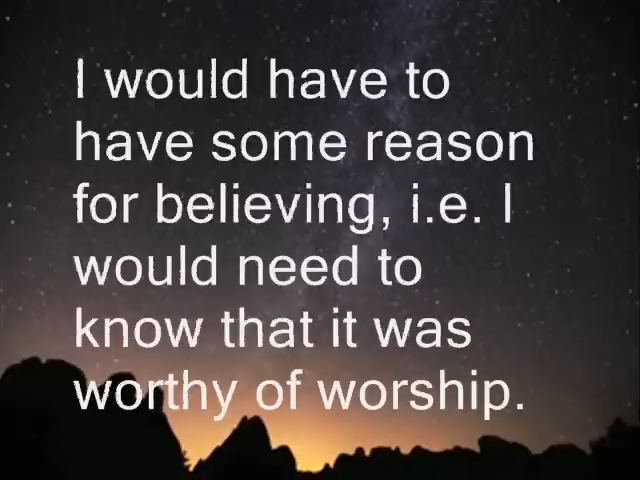 I would have to
have some reason
for believing, i.e. I
would need to
know that it was
worthy of worship.